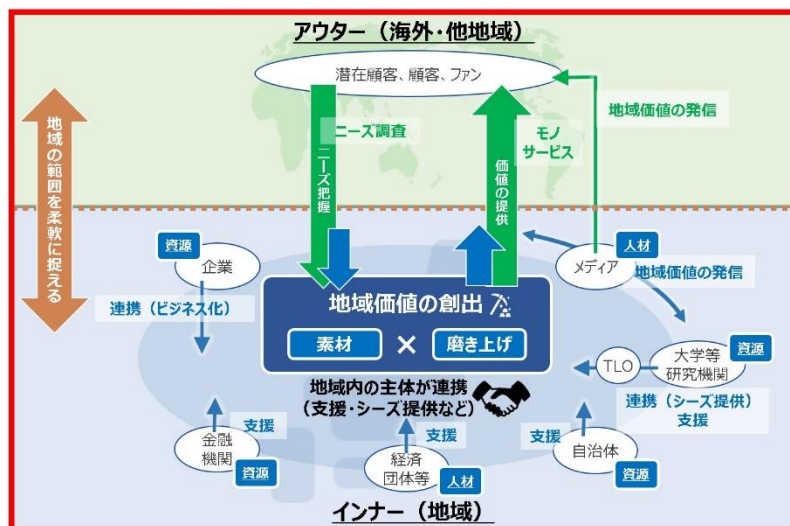 アウター（海外・他地域）
潜在顧客、顧客、ファン
地域の範囲を柔軟に捉える
ニーズ調査
ニーズ把握
価値の提供
モノ
サービス
地域価値の発信
資源
企業
連携（ビジネス化）
人材
メディア
地域価値の発信
地域価値の創出
素材
×
磨き上げ
地域内の主体が連携
（支援・シーズ提供など）
TLO
大学等
研究機関
資源
連携（シーズ提供）
支援
支援
金融
機関
資源
支援
経済
団体等
人材
支援
自治体
資源
インナー（地域）